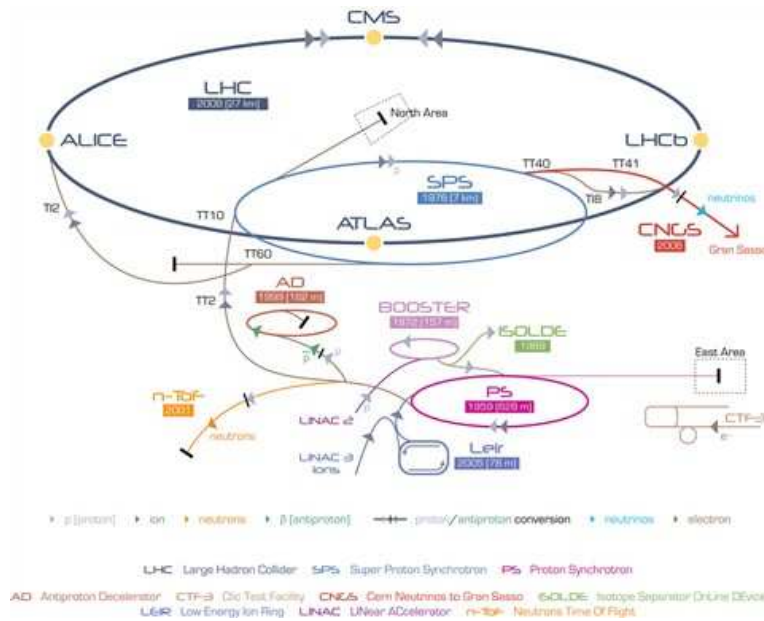 CMS
LHC
2008 [27 km]
North Area
ALICE
LHCb
TT40
TT41
SPS
1976 [7 km]
TI8
neutrinos
TT10
TI2
ATLAS
CNGS
2006
Gran Sasso
TT60
AD
1999 [182 m]
TT2
BOOSTER
1972 [157 m]
ISOLDE
1989
East Area
p
n-ToF
2001
PS
1959 [628 m]
LINAC 2
neutrons
CTF-3
e-
LINAC 3
Ions
Leir
2005 [78 m]
p [proton]
ion
neutrons
p̄ [antiproton]
proton/antiproton conversion
neutrinos
electron
LHC Large Hadron Collider
SPS Super Proton Synchrotron
PS Proton Synchrotron
AD Antiproton Decelerator
CTF-3 Clic Test Facility
CNGS Cern Neutrinos to Gran Sasso
ISOLDE Isotope Separator OnLine DEvice
LEIR Low Energy Ion Ring
LINAC LINear ACcelerator
n-ToF Neutrons Time Of Flight